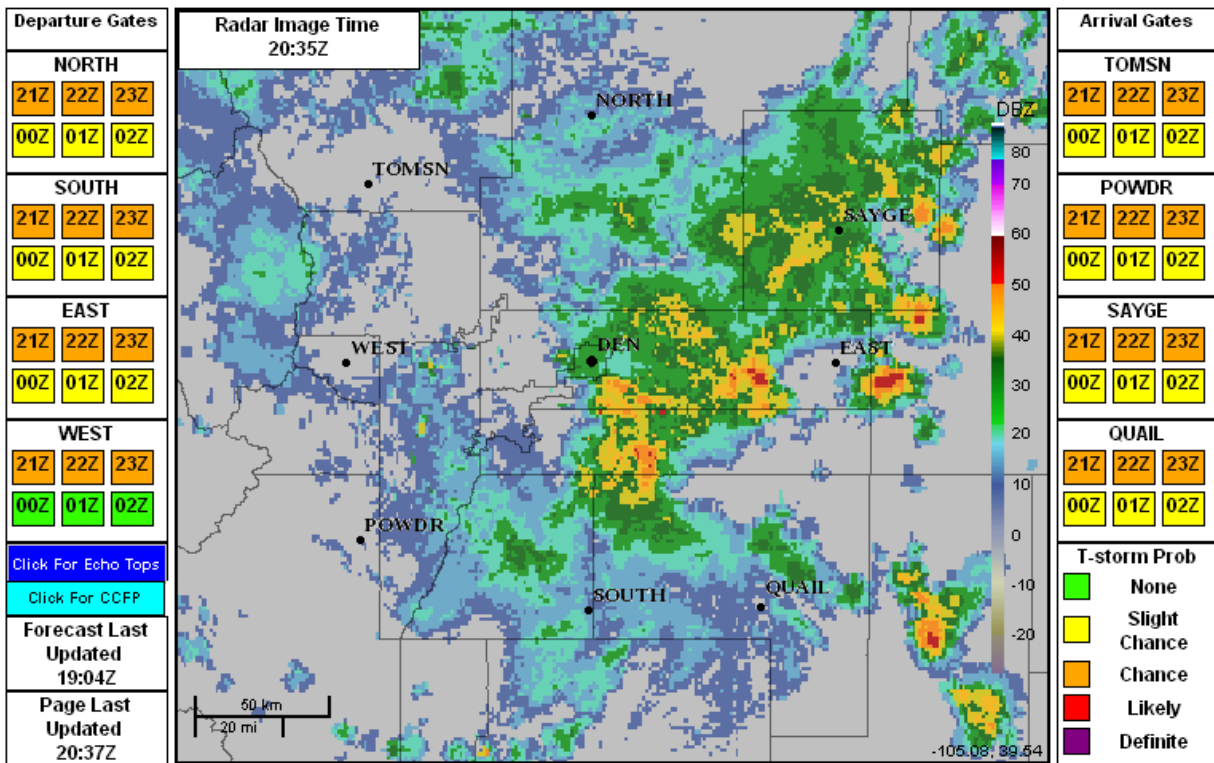 Departure Gates
NORTH
21Z 22Z 23Z
00Z 01Z 02Z
SOUTH
21Z 22Z 23Z
00Z 01Z 02Z
EAST
21Z 22Z 23Z
00Z 01Z 02Z
WEST
21Z 22Z 23Z
00Z 01Z 02Z
Click For Echo Tops
Click For CCFP
Forecast Last
Updated
19:04Z
Page Last
Updated
20:37Z
Radar Image Time
20:35Z
NORTH
TOMSN
SAYGE
WEST
DEN
EAST
POWDR
SOUTH
QUAIL
50 km
20 mi
DBZ
80
70
60
50
40
30
20
10
0
-10
-20
-105.08, 39.54
Arrival Gates
TOMSN
21Z 22Z 23Z
00Z 01Z 02Z
POWDR
21Z 22Z 23Z
00Z 01Z 02Z
SAYGE
21Z 22Z 23Z
00Z 01Z 02Z
QUAIL
21Z 22Z 23Z
00Z 01Z 02Z
T-storm Prob
None
Slight
Chance
Chance
Likely
Definite